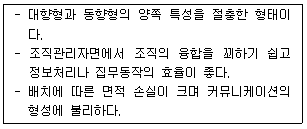 - 대향형과 동향형의 양쪽 특성을 절충한 형태이
다.
- 조직관리자면에서 조직의 융합을 꾀하기 쉽고
정보처리나 집무동작의 효율이 좋다.
- 배치에 따른 면적 손실이 크며 커뮤니케이션의
형성에 불리하다.